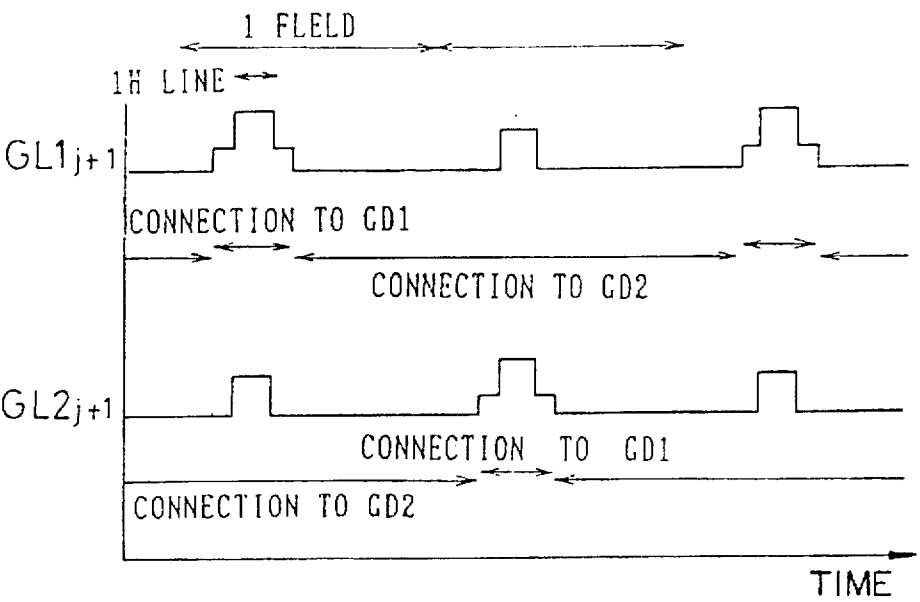 1 FLELD
1H LINE
GL1j+1
CONNECTION TO GD1
CONNECTION TO GD2
GL2j+1
CONNECTION TO GD1
CONNECTION TO GD2
TIME